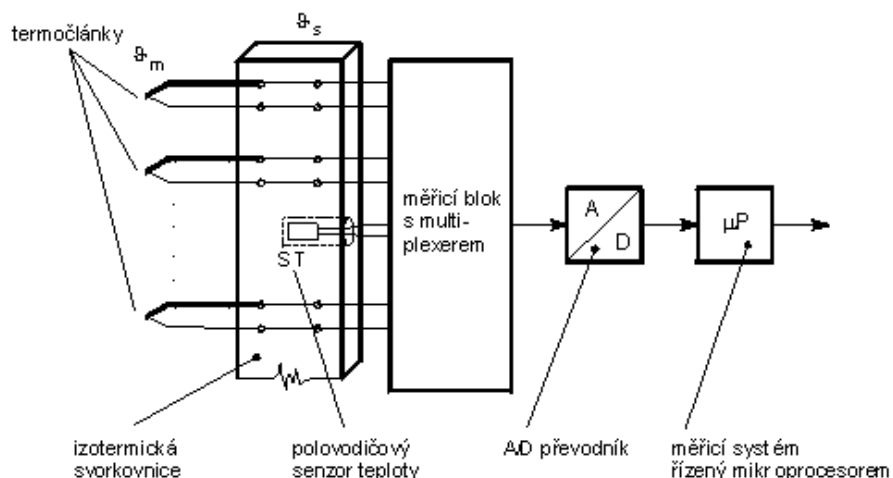 ϑs
termočlánky
ϑm
měřicí blok
s multi-
plexerem
A
D
μP
ST
izotermická
svorkovnice
polovodičový
senzor teploty
A/D převodník
měřicí systém
řízený mikroprocesorem